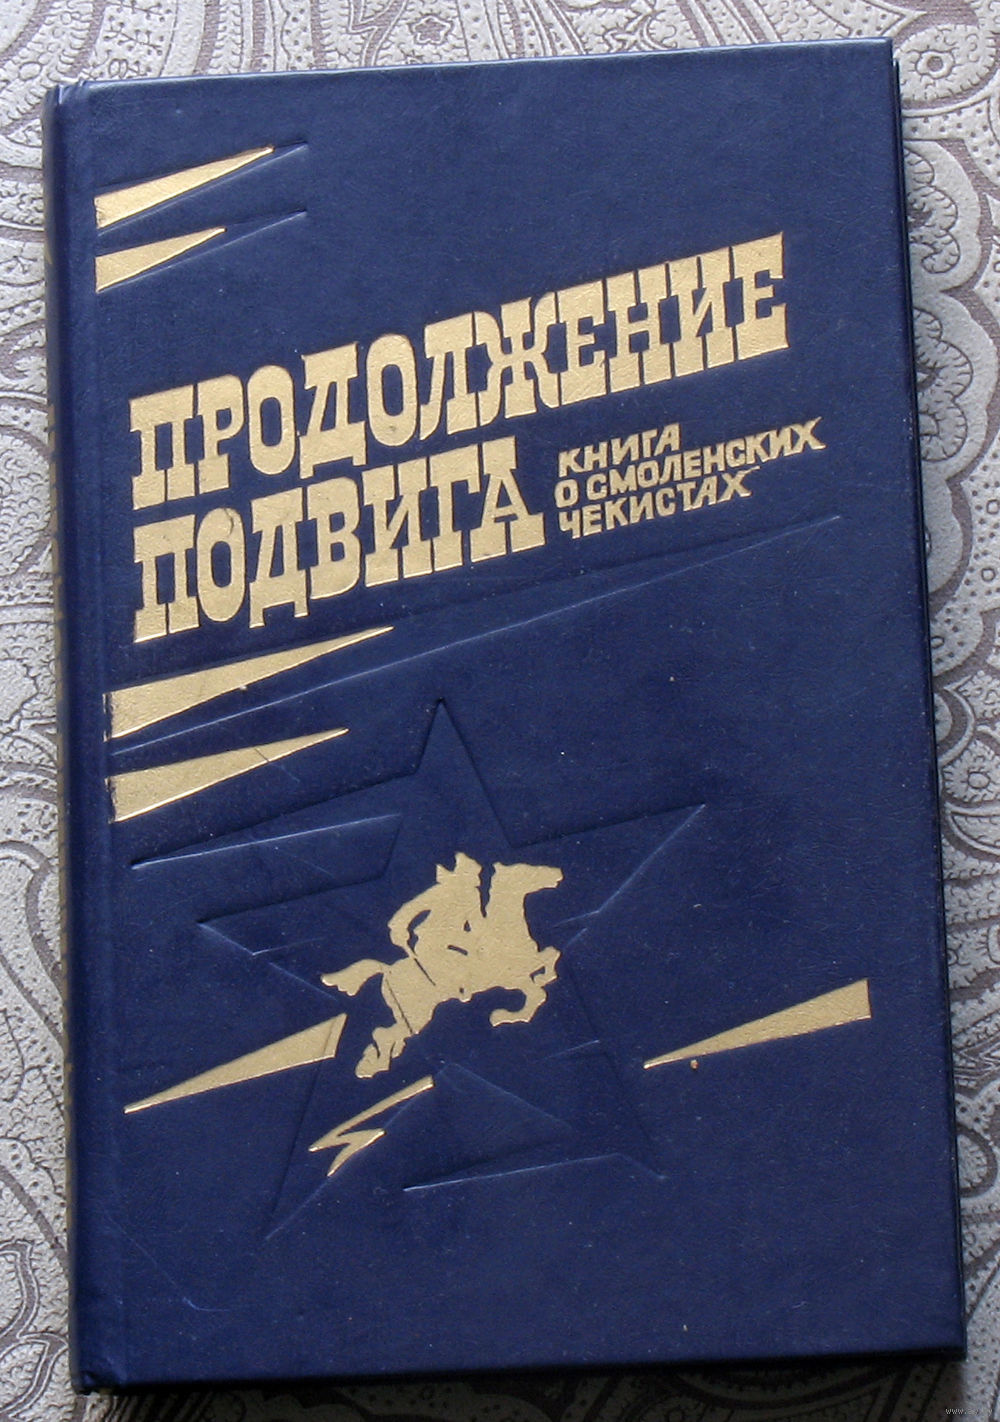 ПРОДОЛЖЕНИЕ
ПОДВИГА
КНИГА
О СМОЛЕНСКИХ
ЧЕКИСТАХ